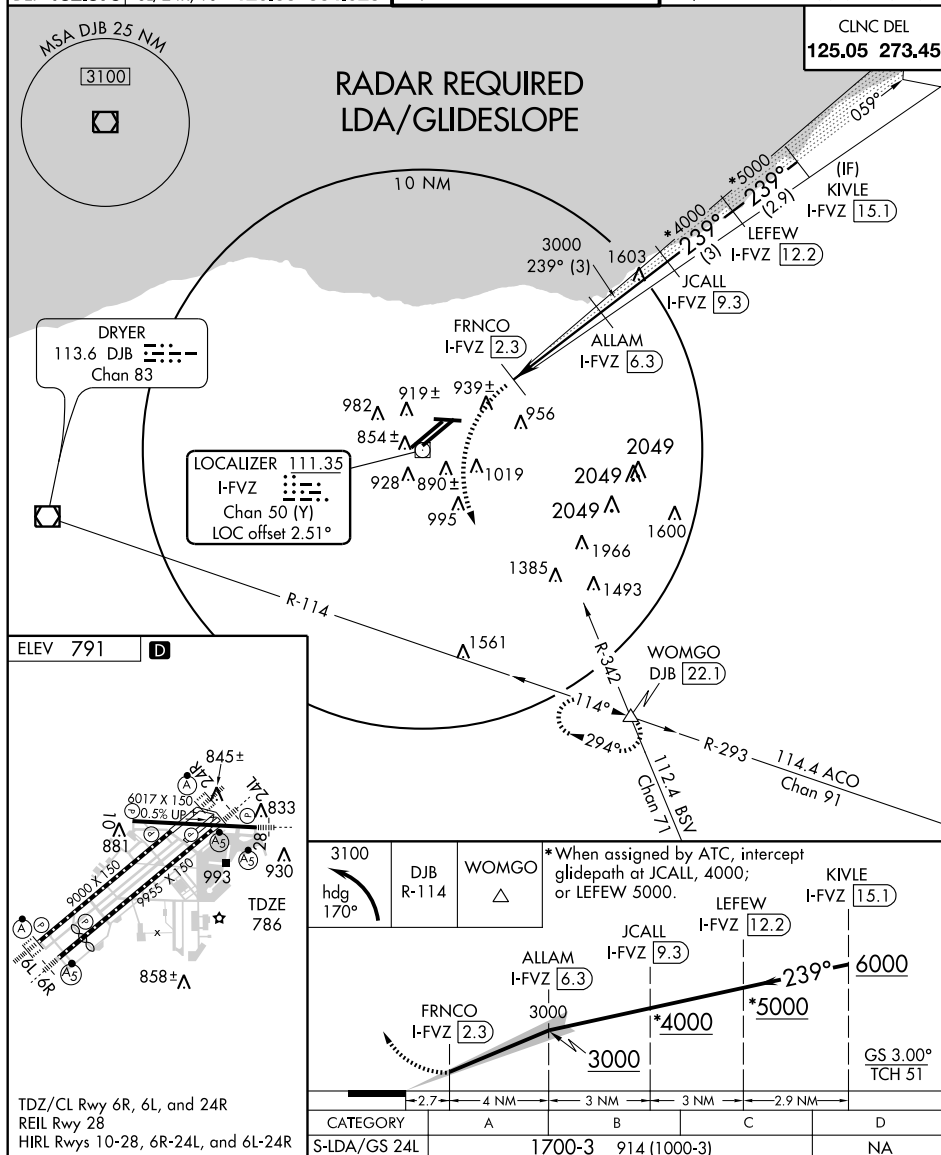 CLNC DEL
125.05 273.45
MSA DJB 25 NM
3100
RADAR REQUIRED
LDA/GLIDESLOPE
059°
10 NM
*5000
239°
(2.9)
(IF)
KIVLE
I-FVZ 15.1
*4000
239°
(3)
LEFEW
I-FVZ 12.2
3000
239° (3)
1603
JCALL
I-FVZ 9.3
FRNCO
I-FVZ 2.3
ALLAM
I-FVZ 6.3
DRYER
113.6 DJB
Chan 83
982
919±
939±
956
854±
LOCALIZER 111.35
I-FVZ
Chan 50 (Y)
LOC offset 2.51°
928
890±
1019
995
2049
2049
2049
1600
1966
1385
1493
R-114
1561
R-342
WOMGO
DJB 22.1
114°
294°
R-293
114.4 ACO
Chan 91
112.4 BSV
Chan 71
ELEV 791 D
845±
24R
24L
A
6017 X 150
0.5% UP
P
P
833
10
P
P
28
881
A5
A5
993
930
9000 X 150
9955 X 150
TDZE
786
A
P
P
x
6L
6R
A5
858±
TDZ/CL Rwy 6R, 6L, and 24R
REIL Rwy 28
HIRL Rwys 10-28, 6R-24L, and 6L-24R
3100
hdg
170°
DJB
R-114
WOMGO
*When assigned by ATC, intercept
glidepath at JCALL, 4000;
or LEFEW 5000.
KIVLE
I-FVZ 15.1
LEFEW
I-FVZ 12.2
JCALL
I-FVZ 9.3
ALLAM
I-FVZ 6.3
FRNCO
I-FVZ 2.3
3000
239°
6000
*5000
*4000
3000
GS 3.00°
TCH 51
2.7
4 NM
3 NM
3 NM
2.9 NM
CATEGORY A B C D
S-LDA/GS 24L 1700-3 914 (1000-3) NA